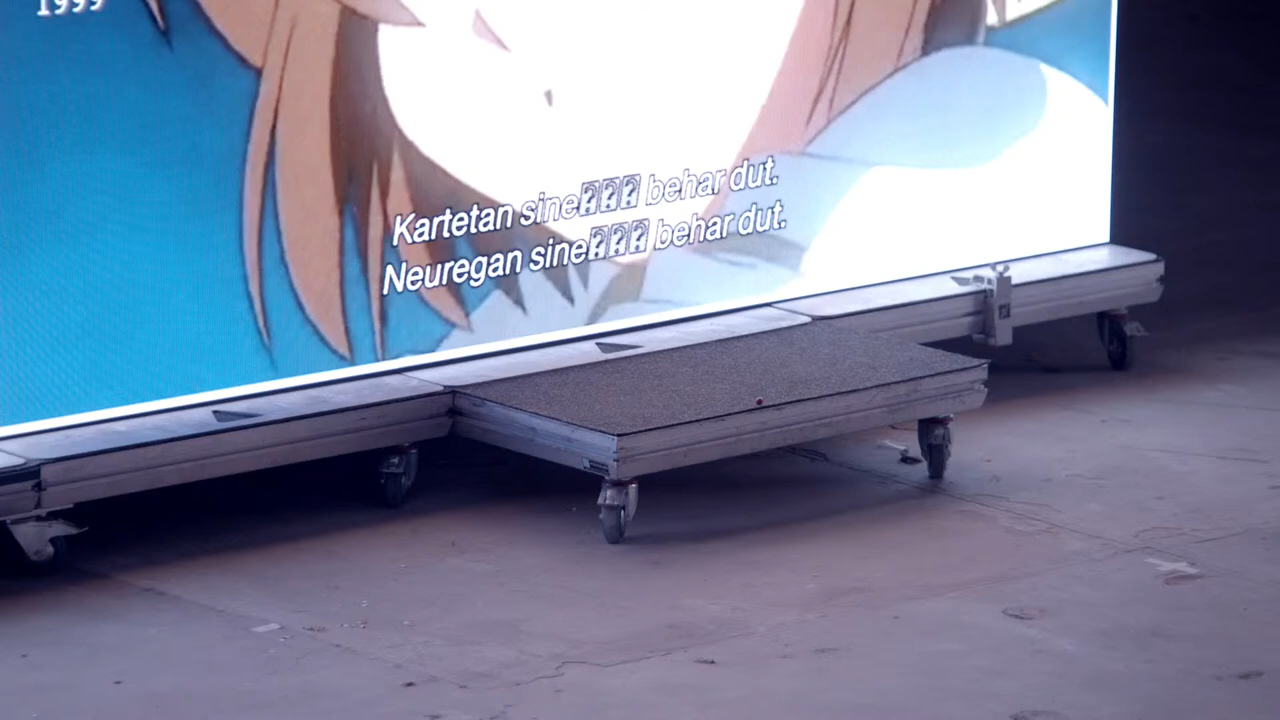 1999
Kartetan sine��� behar dut.
Neuregan sine��� behar dut.